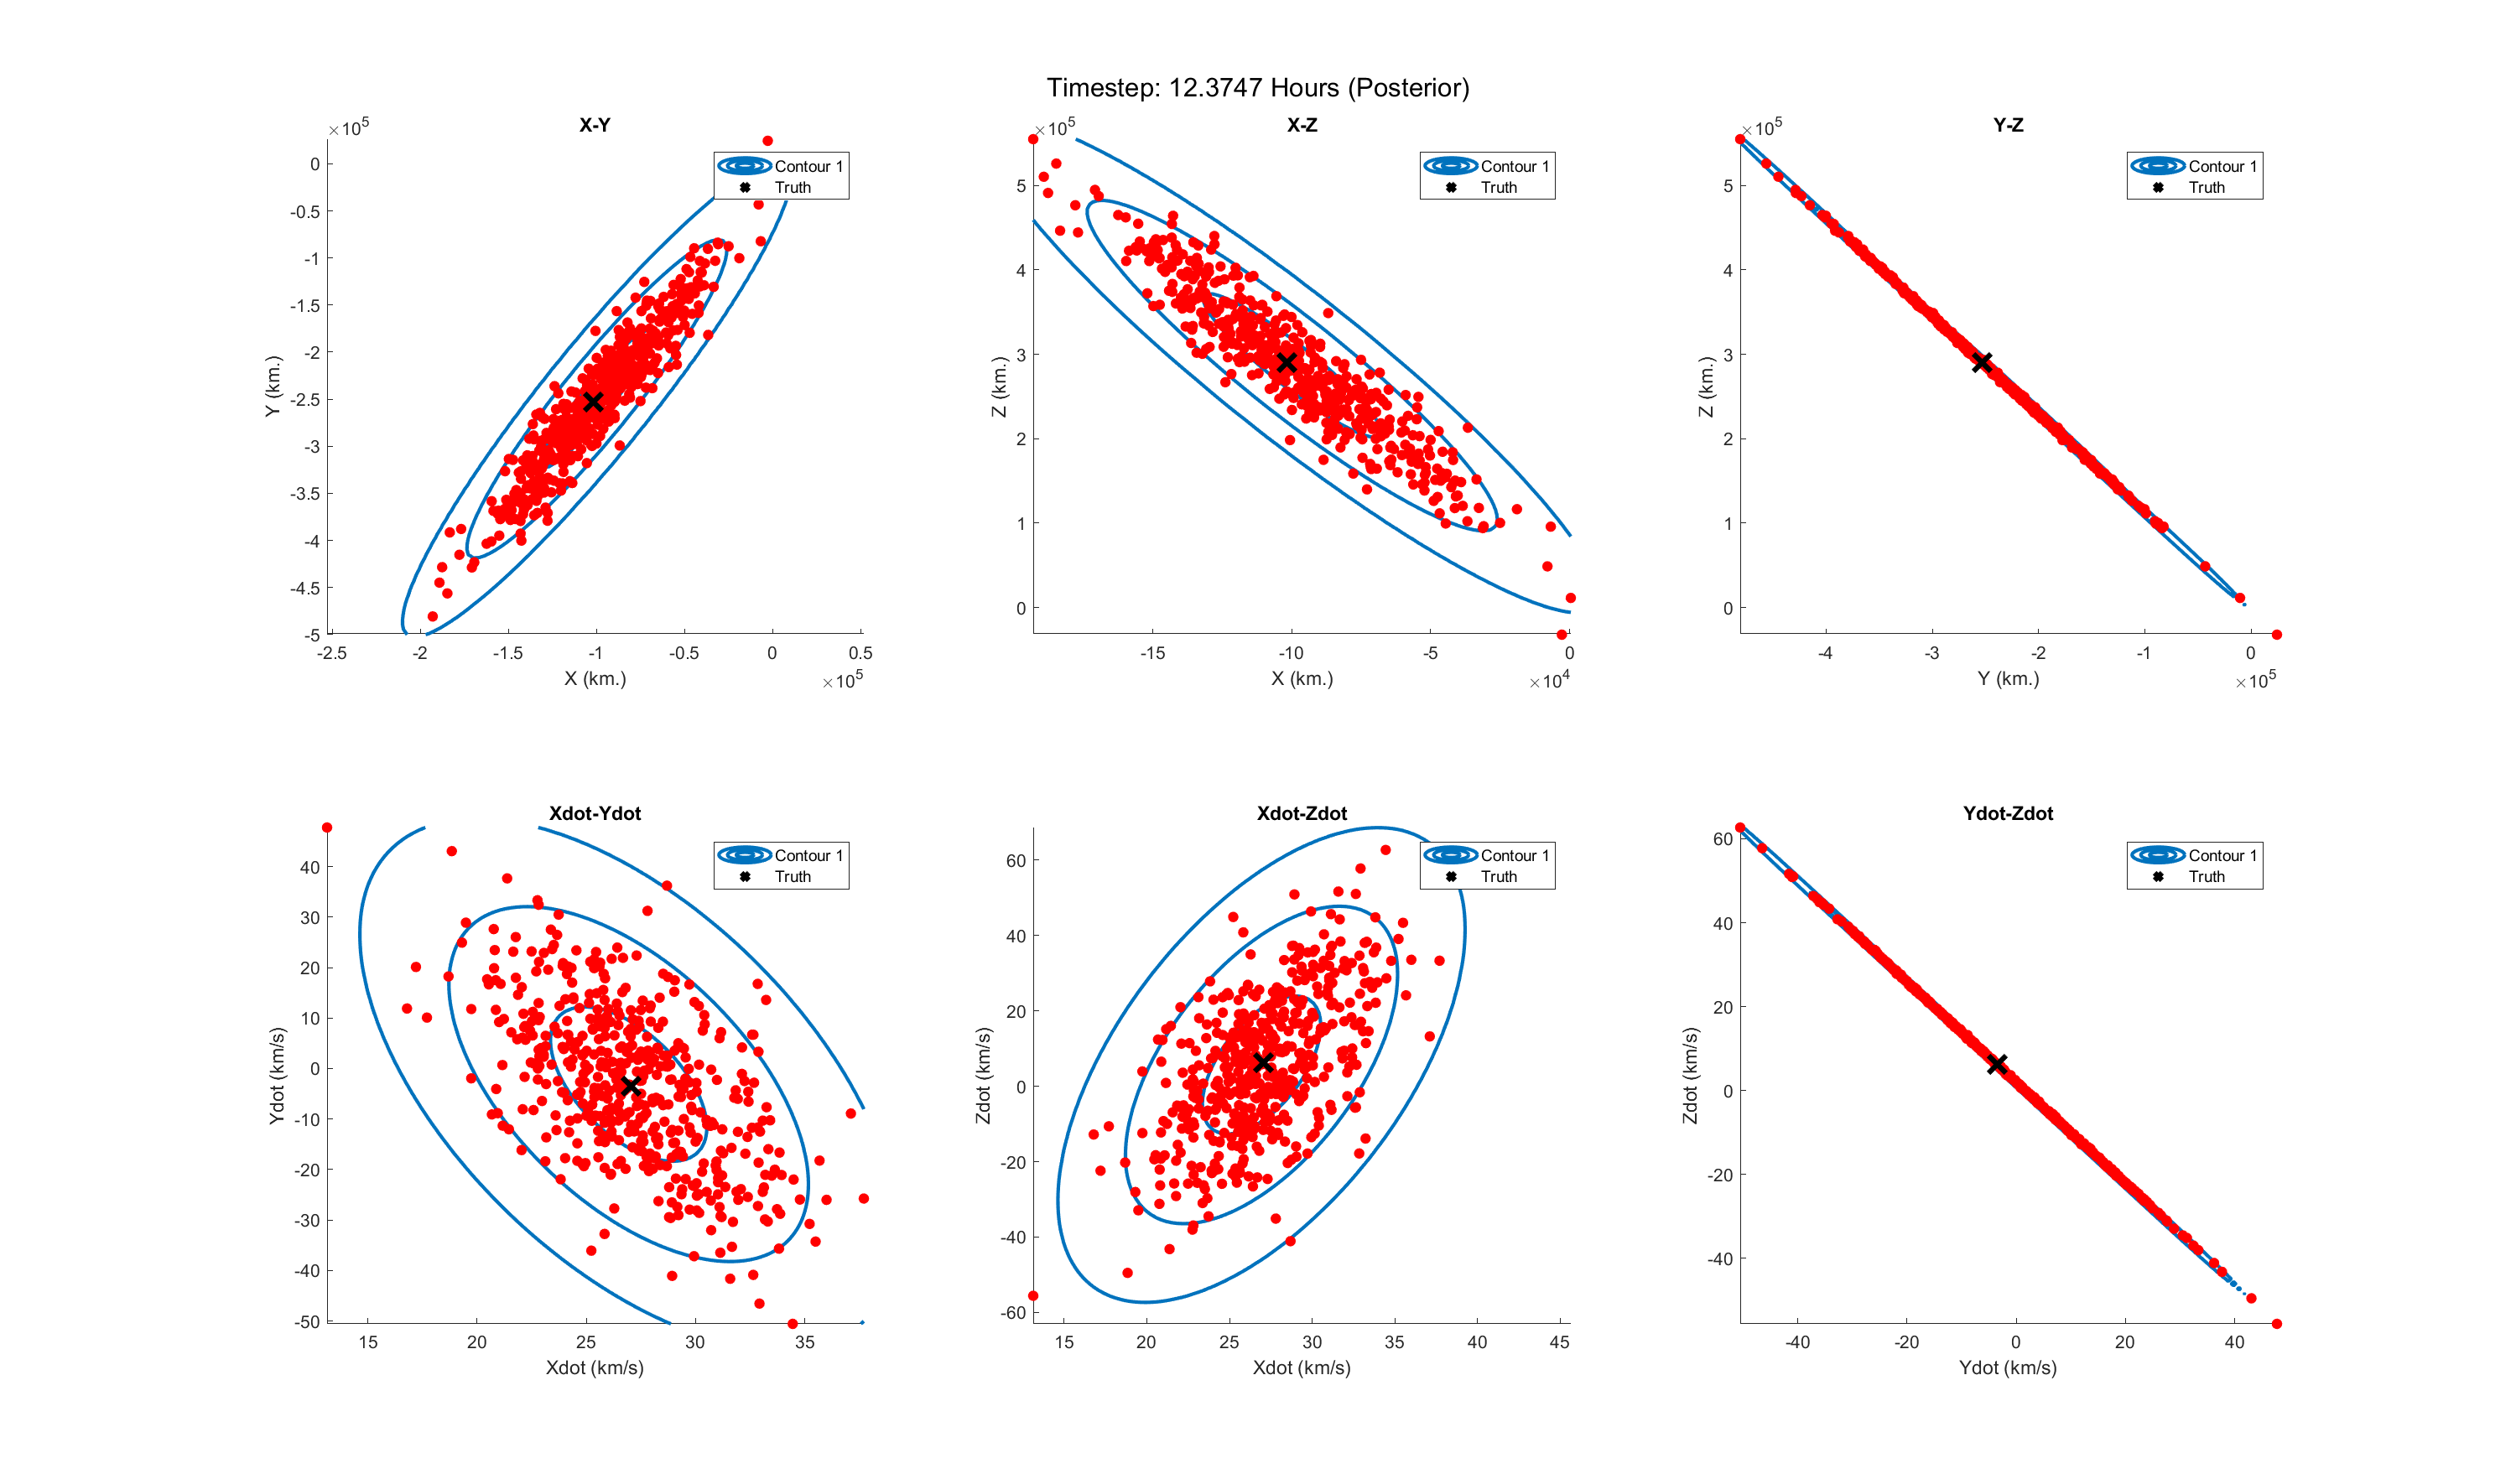 Timestep: 12.3747 Hours (Posterior)
X-Y
×10^5
0
-0.5
-1
-1.5
-2
-2.5
-3
-3.5
-4
-4.5
-5
Y (km.)
-2.5 -2 -1.5 -1 -0.5 0 0.5
X (km.)
×10^5
Contour 1
Truth
X-Z
×10^5
5
4
3
2
1
0
Z (km.)
-15 -10 -5 0
X (km.)
×10^4
Contour 1
Truth
Y-Z
×10^5
5
4
3
2
1
0
Z (km.)
-4 -3 -2 -1 0
Y (km.)
×10^5
Contour 1
Truth
Xdot-Ydot
40
30
20
10
0
-10
-20
-30
-40
-50
Ydot (km/s)
15 20 25 30 35
Xdot (km/s)
Contour 1
Truth
Xdot-Zdot
60
40
20
0
-20
-40
-60
Zdot (km/s)
15 20 25 30 35 40 45
Xdot (km/s)
Contour 1
Truth
Ydot-Zdot
60
40
20
0
-20
-40
Zdot (km/s)
-40 -20 0 20 40
Ydot (km/s)
Contour 1
Truth